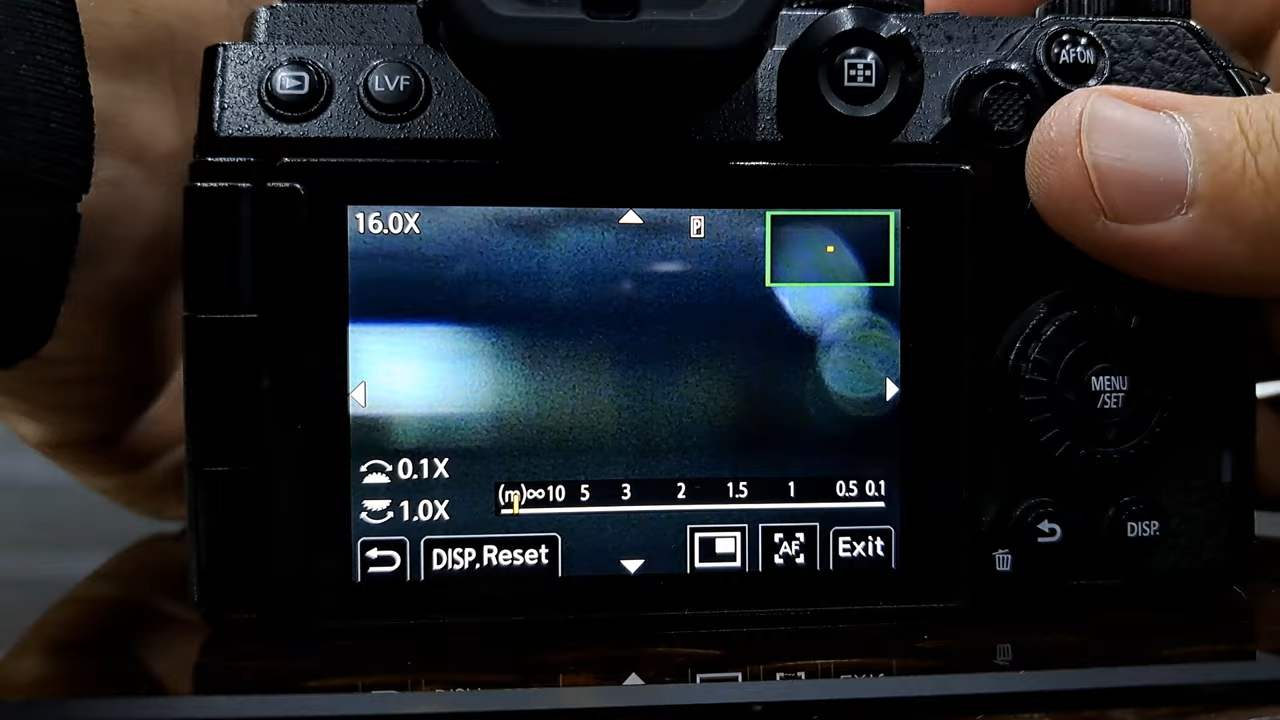 LVF
AFON
16.0X
P
MENU
/SET
0.1X
(m)∞10 5 3 2 1.5 1 0.5 0.1
1.0X
DISP.Reset
AF
Exit
DISP.